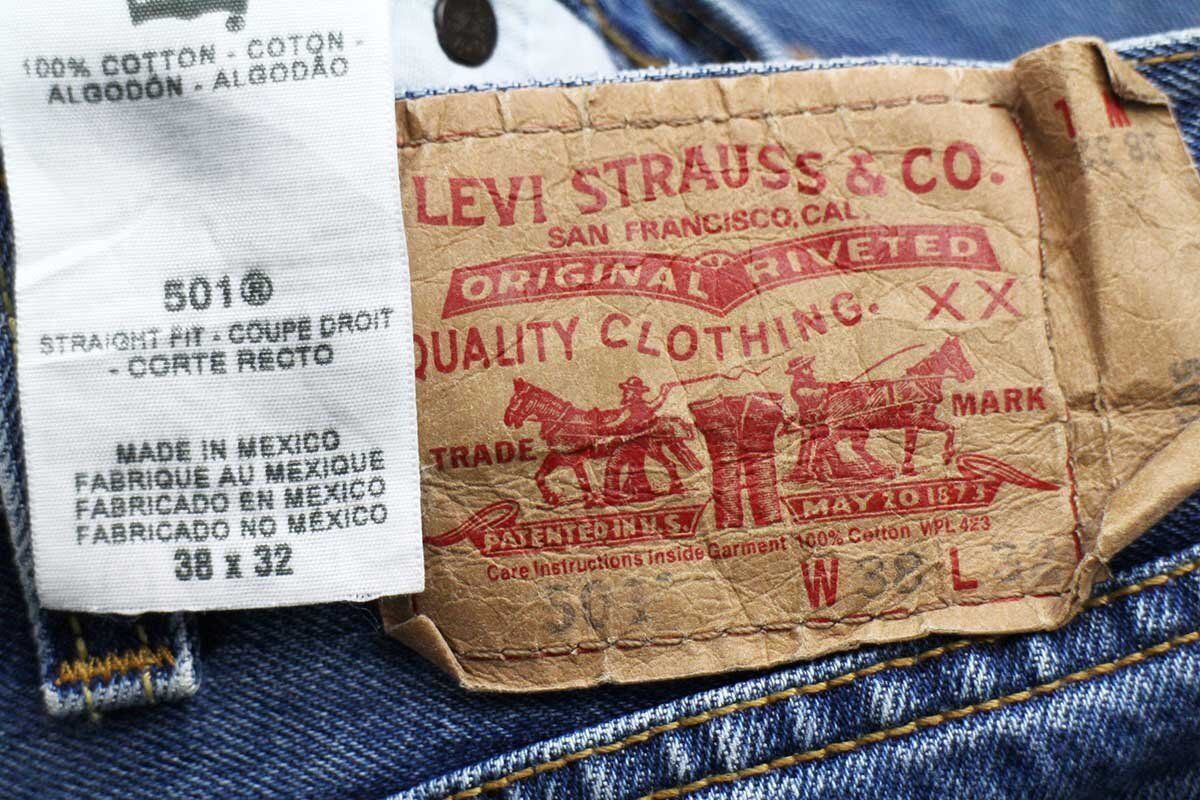 100% COTTON - COTON -
ALGODÓN - ALGODÃO
501®
STRAIGHT FIT - COUPE DROIT
- CORTE RECTO
MADE IN MEXICO
FABRIQUE AU MEXIQUE
FABRICADO EN MEXICO
FABRICADO NO MÉXICO
38 x 32
LEVI STRAUSS & CO.
SAN FRANCISCO, CAL.
ORIGINAL RIVETED
QUALITY CLOTHING. XX
TRADE MARK
PATENTED IN U.S. MAY 20 1873
Care Instructions Inside Garment 100% Cotton WPL 423
501 W 38 L